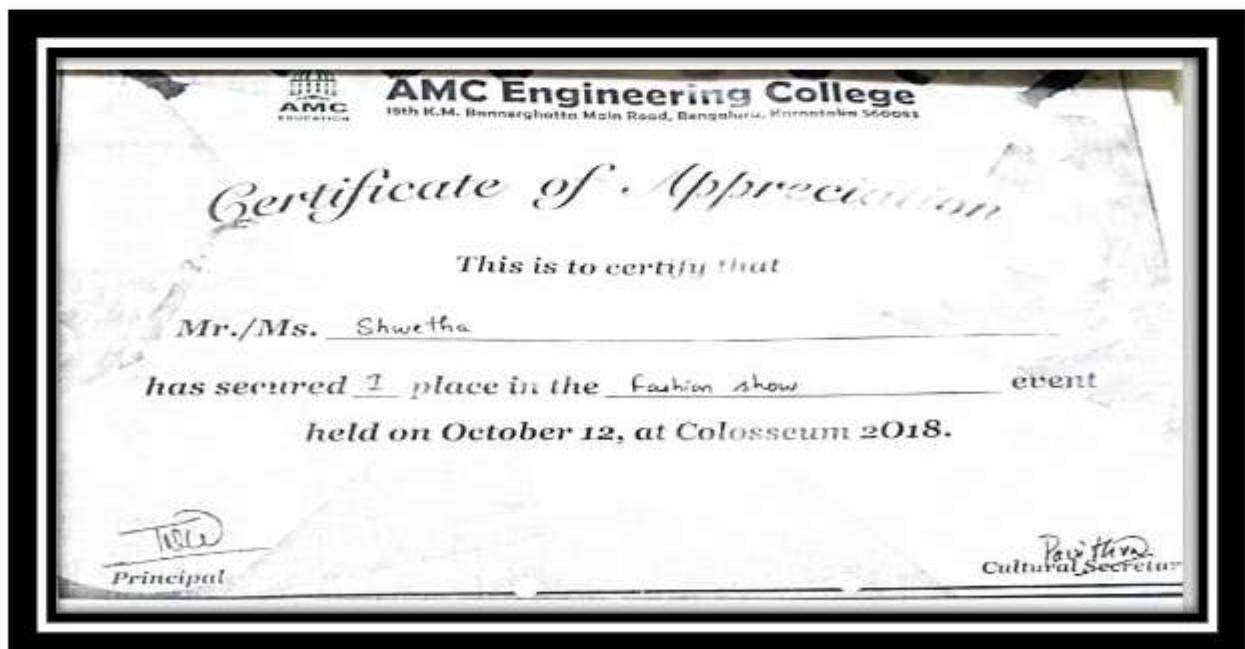 AMC Engineering College
AMC
EDUCATION
18th K.M. Bannerghatta Main Road, Bengaluru, Karnataka 560083
Certificate of Appreciation
This is to certify that
Mr./Ms. Shwetha
has secured I place in the Fashion show event
held on October 12, at Colosseum 2018.
Pavithra
Principal
Cultural Secretar